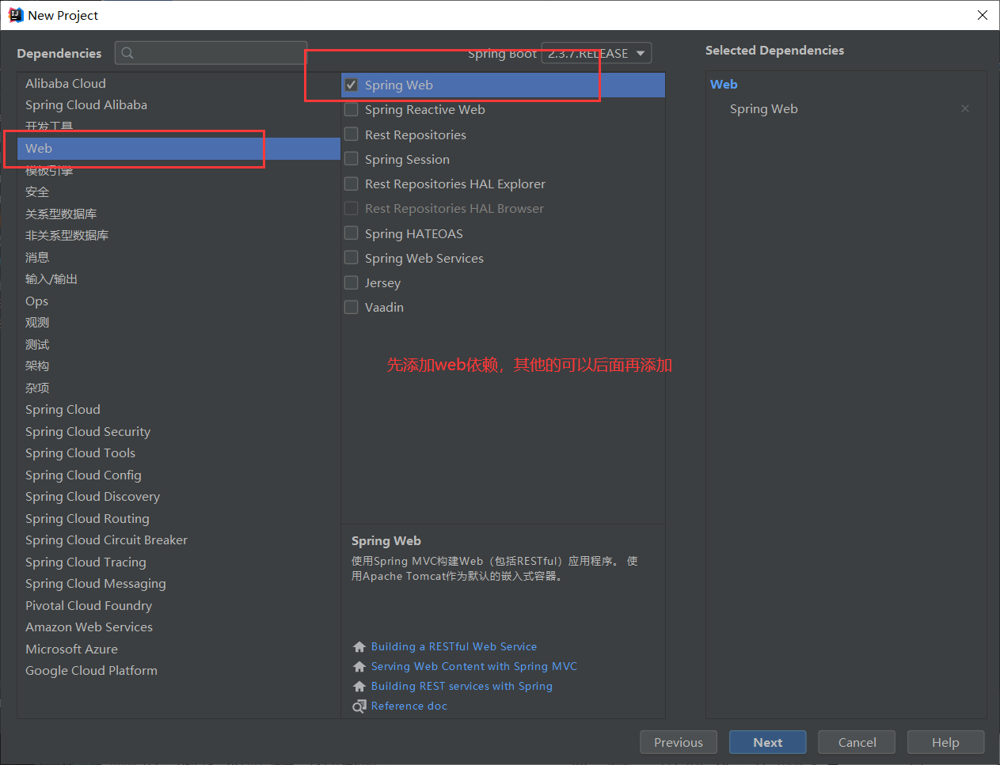 New Project
Dependencies
Spring Boot 2.3.7.RELEASE
Selected Dependencies
Alibaba Cloud
Spring Cloud Alibaba
开发工具
Web
模板引擎
安全
关系型数据库
非关系型数据库
消息
输入/输出
Ops
观测
测试
架构
杂项
Spring Cloud
Spring Cloud Security
Spring Cloud Tools
Spring Cloud Config
Spring Cloud Discovery
Spring Cloud Routing
Spring Cloud Circuit Breaker
Spring Cloud Tracing
Spring Cloud Messaging
Pivotal Cloud Foundry
Amazon Web Services
Microsoft Azure
Google Cloud Platform
Spring Web
Spring Reactive Web
Rest Repositories
Spring Session
Rest Repositories HAL Explorer
Rest Repositories HAL Browser
Spring HATEOAS
Spring Web Services
Jersey
Vaadin
先添加web依赖，其他的可以后面再添加
Spring Web
使用Spring MVC构建Web（包括RESTful）应用程序。 使
用Apache Tomcat作为默认的嵌入式容器。
Building a RESTful Web Service
Serving Web Content with Spring MVC
Building REST services with Spring
Reference doc
Web
Spring Web
Previous
Next
Cancel
Help